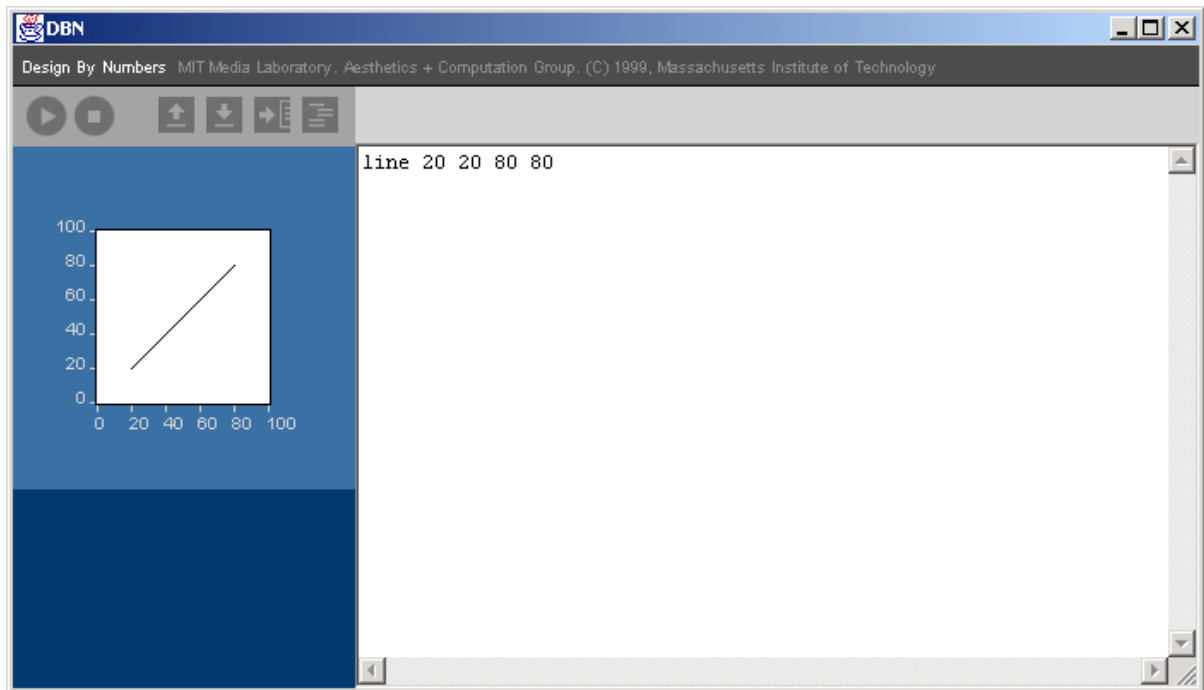 DBN
Design By Numbers MIT Media Laboratory. Aesthetics + Computation Group. (C) 1999, Massachusetts Institute of Technology
line 20 20 80 80
100
80
60
40
20
0
0 20 40 60 80 100